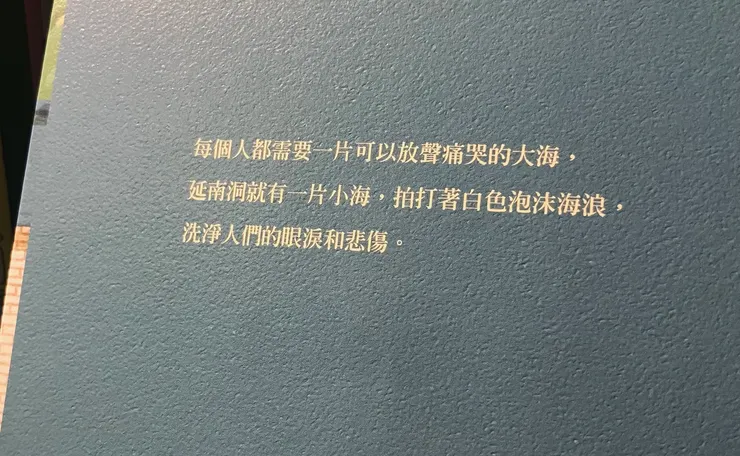 每個人都需要一片可以放聲痛哭的大海，
延南洞就有一片小海，拍打著白色泡沫海浪，
洗淨人們的眼淚和悲傷。